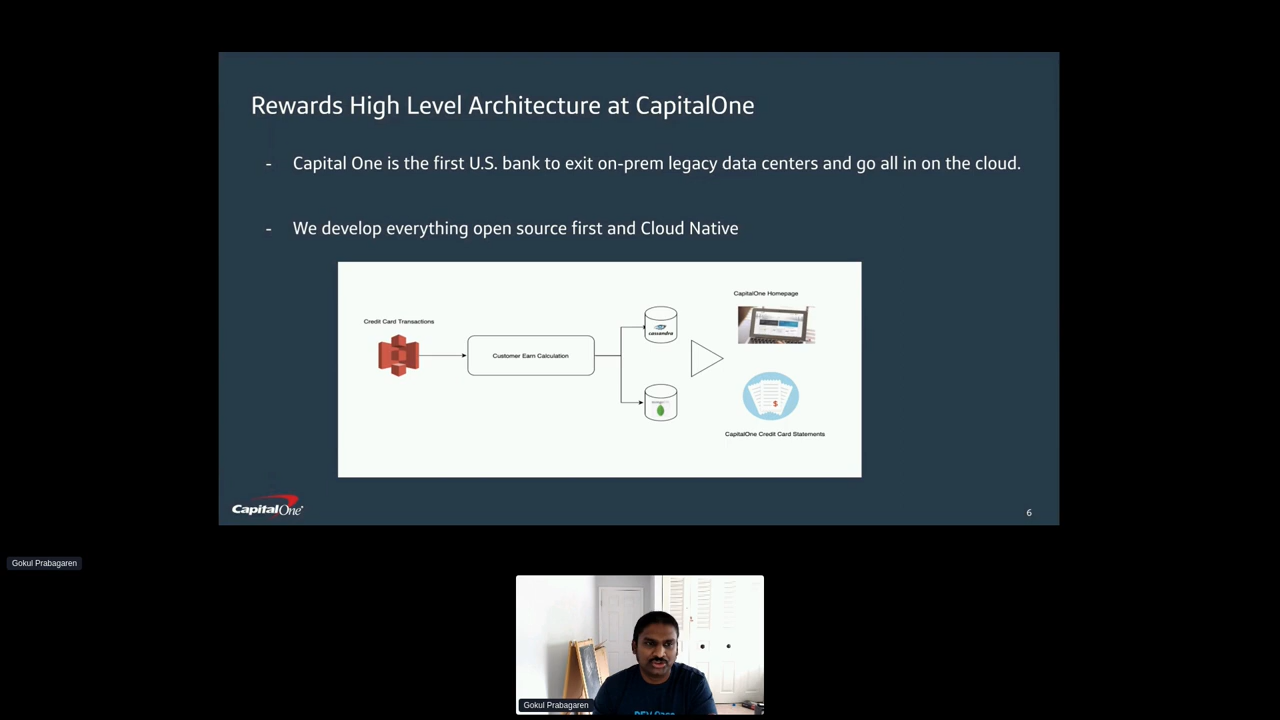 Rewards High Level Architecture at CapitalOne
- Capital One is the first U.S. bank to exit on-prem legacy data centers and go all in on the cloud.
- We develop everything open source first and Cloud Native
CapitalOne Homepage
Credit Card Transactions
cassandra
Customer Earn Calculation
$
CapitalOne Credit Card Statements
CapitalOne
6
Gokul Prabagaren
Gokul Prabagaren